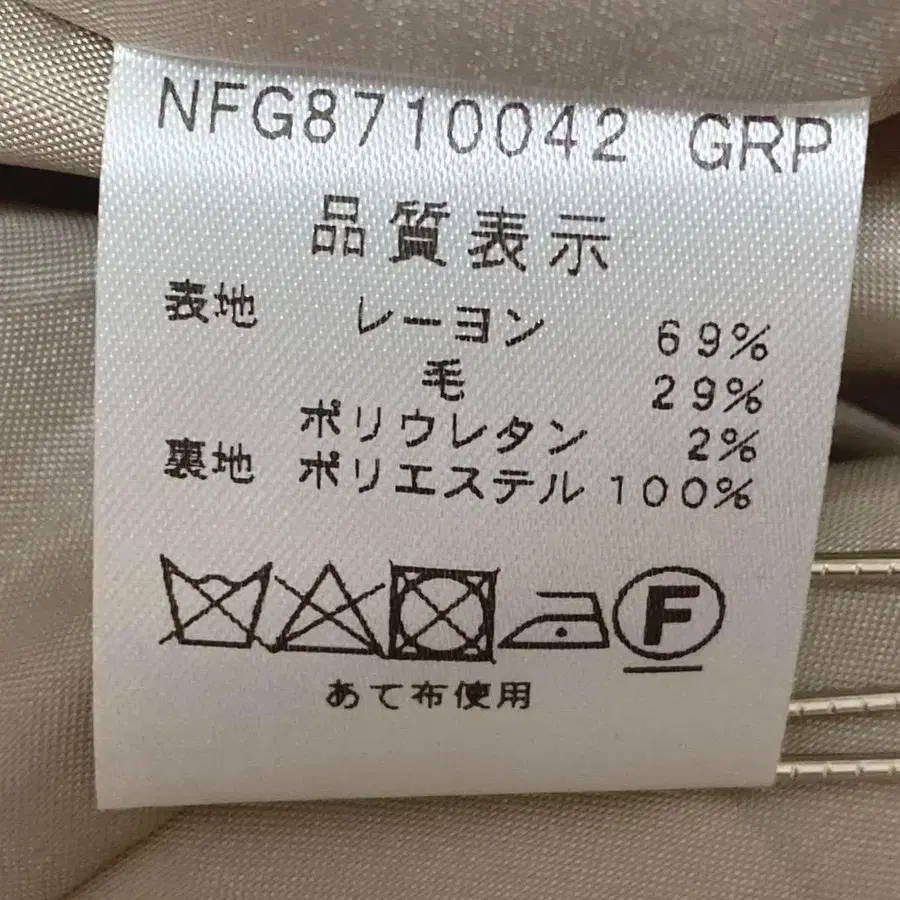 NFG8710042 GRP
品質表示
表地 レーヨン 69%
毛 29%
ポリウレタン 2%
裏地 ポリエステル 100%
F
あて布使用